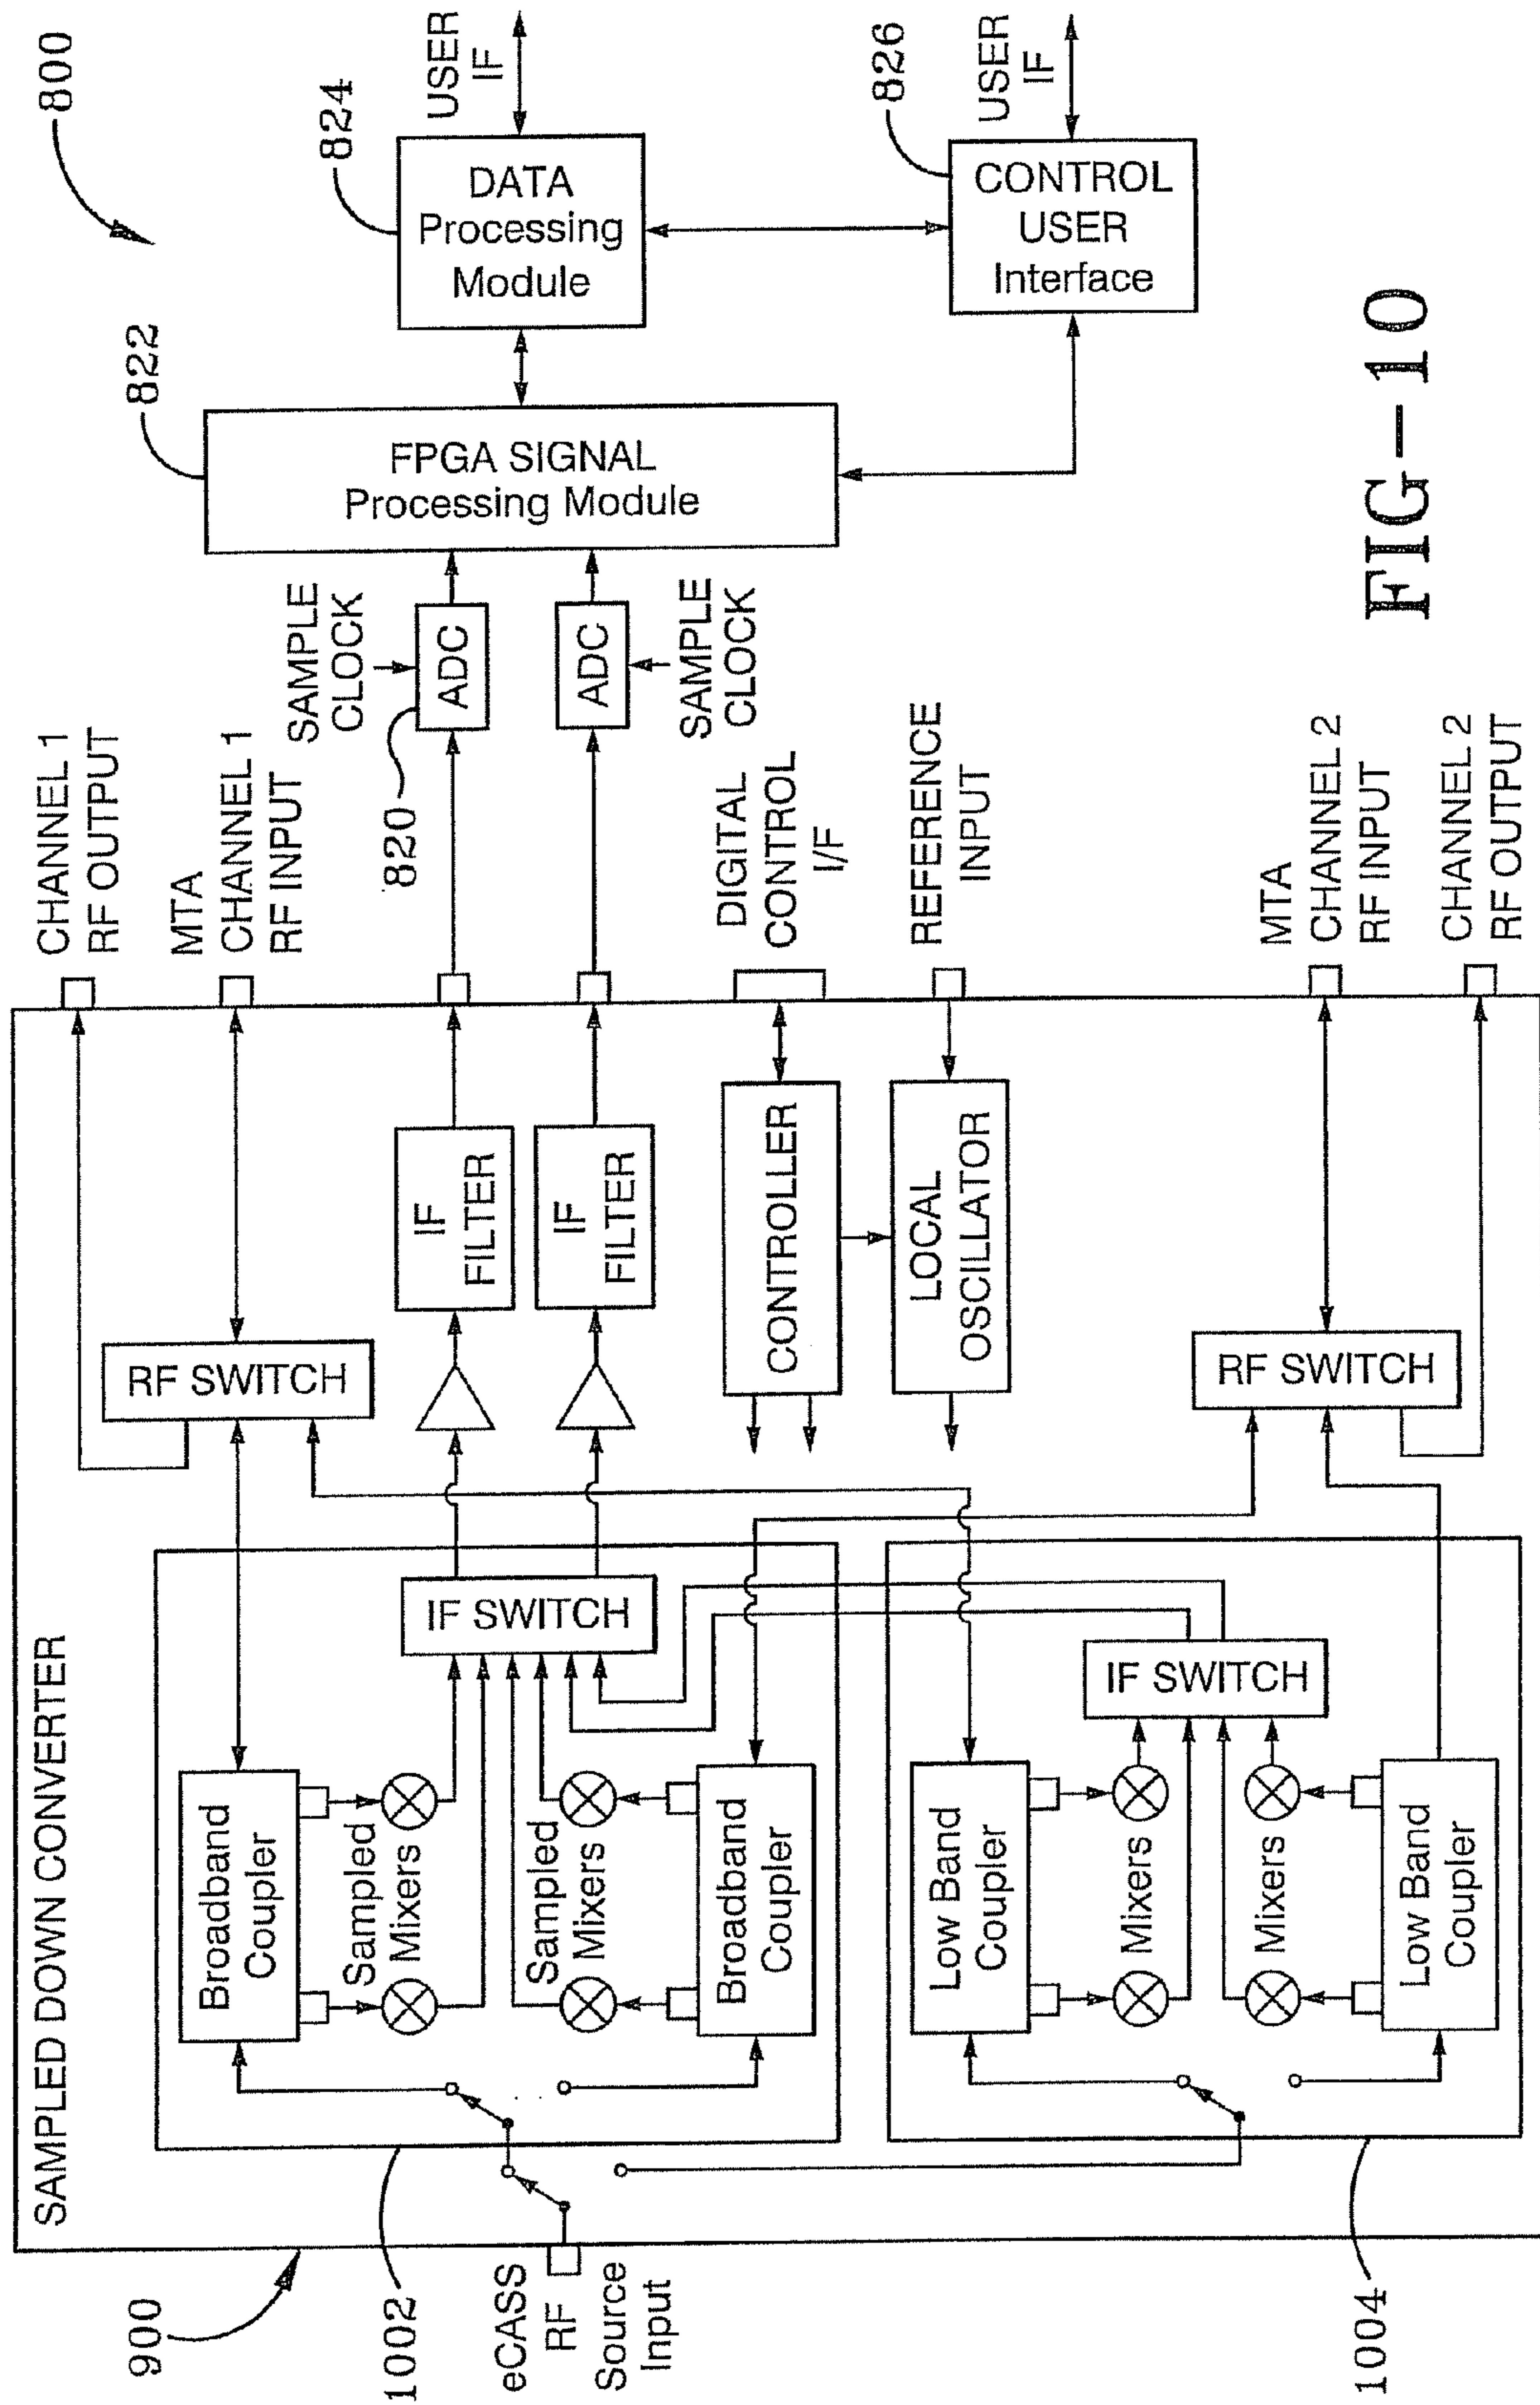 800
SAMPLED DOWN CONVERTER
900
1002
eCASS
RF
Source
Input
1004
Broadband
Coupler
Sampled
Mixers
Sampled
Mixers
Broadband
Coupler
IF SWITCH
Low Band
Coupler
Mixers
Mixers
Low Band
Coupler
IF SWITCH
RF SWITCH
IF
FILTER
IF
FILTER
CONTROLLER
LOCAL
OSCILLATOR
RF SWITCH
CHANNEL 1
RF OUTPUT
MTA
CHANNEL 1
RF INPUT
820
SAMPLE
CLOCK
ADC
ADC
SAMPLE
CLOCK
DIGITAL
CONTROL
I/F
REFERENCE
INPUT
MTA
CHANNEL 2
RF INPUT
CHANNEL 2
RF OUTPUT
822
FPGA SIGNAL
Processing Module
824
DATA
Processing
Module
USER
IF
826
CONTROL
USER
Interface
USER
IF
FIG-10